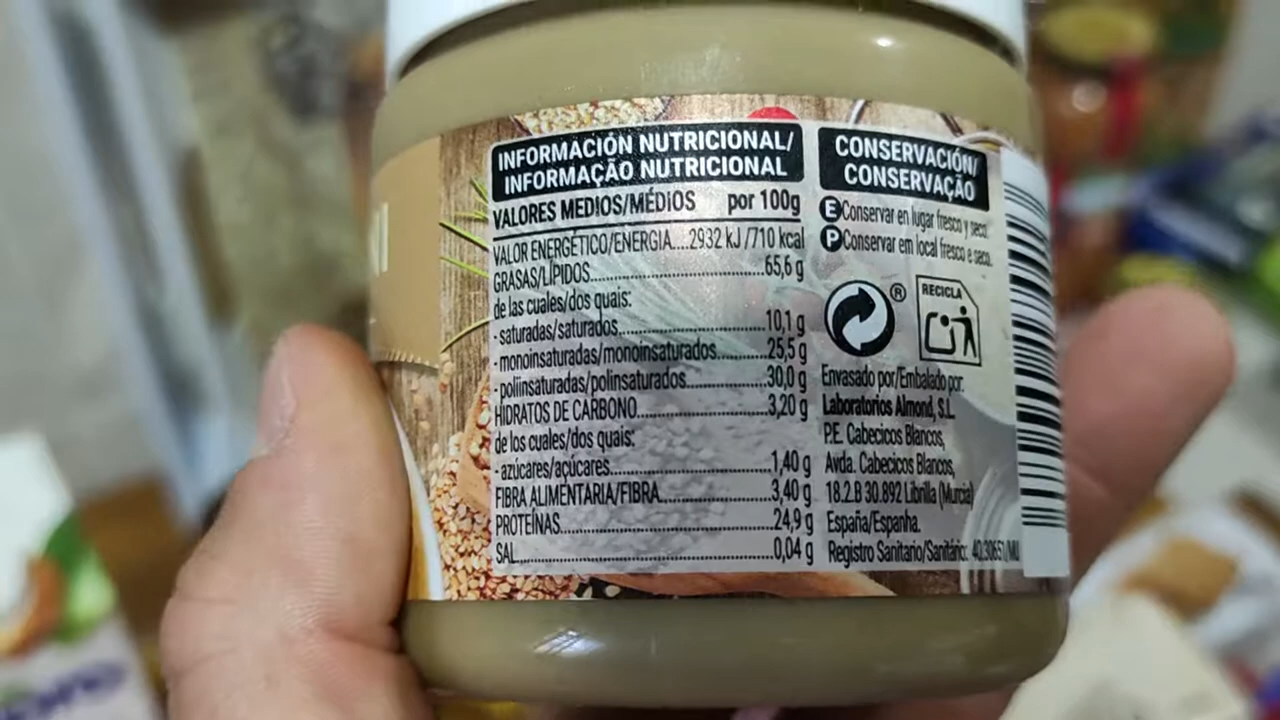 INFORMACIÓN NUTRICIONAL/
INFORMAÇÃO NUTRICIONAL
VALORES MEDIOS/MÉDIOS por 100g
VALOR ENERGÉTICO/ENERGIA....2932 kJ /710 kcal
GRASAS/LÍPIDOS..............................65,6 g
de las cuales/dos quais:
- saturadas/saturados..........................10,1 g
- monoinsaturadas/monoinsaturados.............25,5 g
- poliinsaturadas/polinsaturados...............30,0 g
HIDRATOS DE CARBONO........................3,20 g
de los cuales/dos quais:
- azúcares/açúcares..............................1,40 g
FIBRA ALIMENTARIA/FIBRA.....................3,40 g
PROTEÍNAS.....................................24,9 g
SAL.............................................0,04 g
CONSERVACIÓN/
CONSERVAÇÃO
E Conservar en lugar fresco y seco.
P Conservar em local fresco e seco.
®
RECICLA
Envasado por/Embalado por:
Laboratorios Almond, S.L.
P.E. Cabecicos Blancos,
Avda. Cabecicos Blancos,
18.2.B 30.892 Librilla (Murcia)
España/Espanha.
Registro Sanitario/Sanitário: